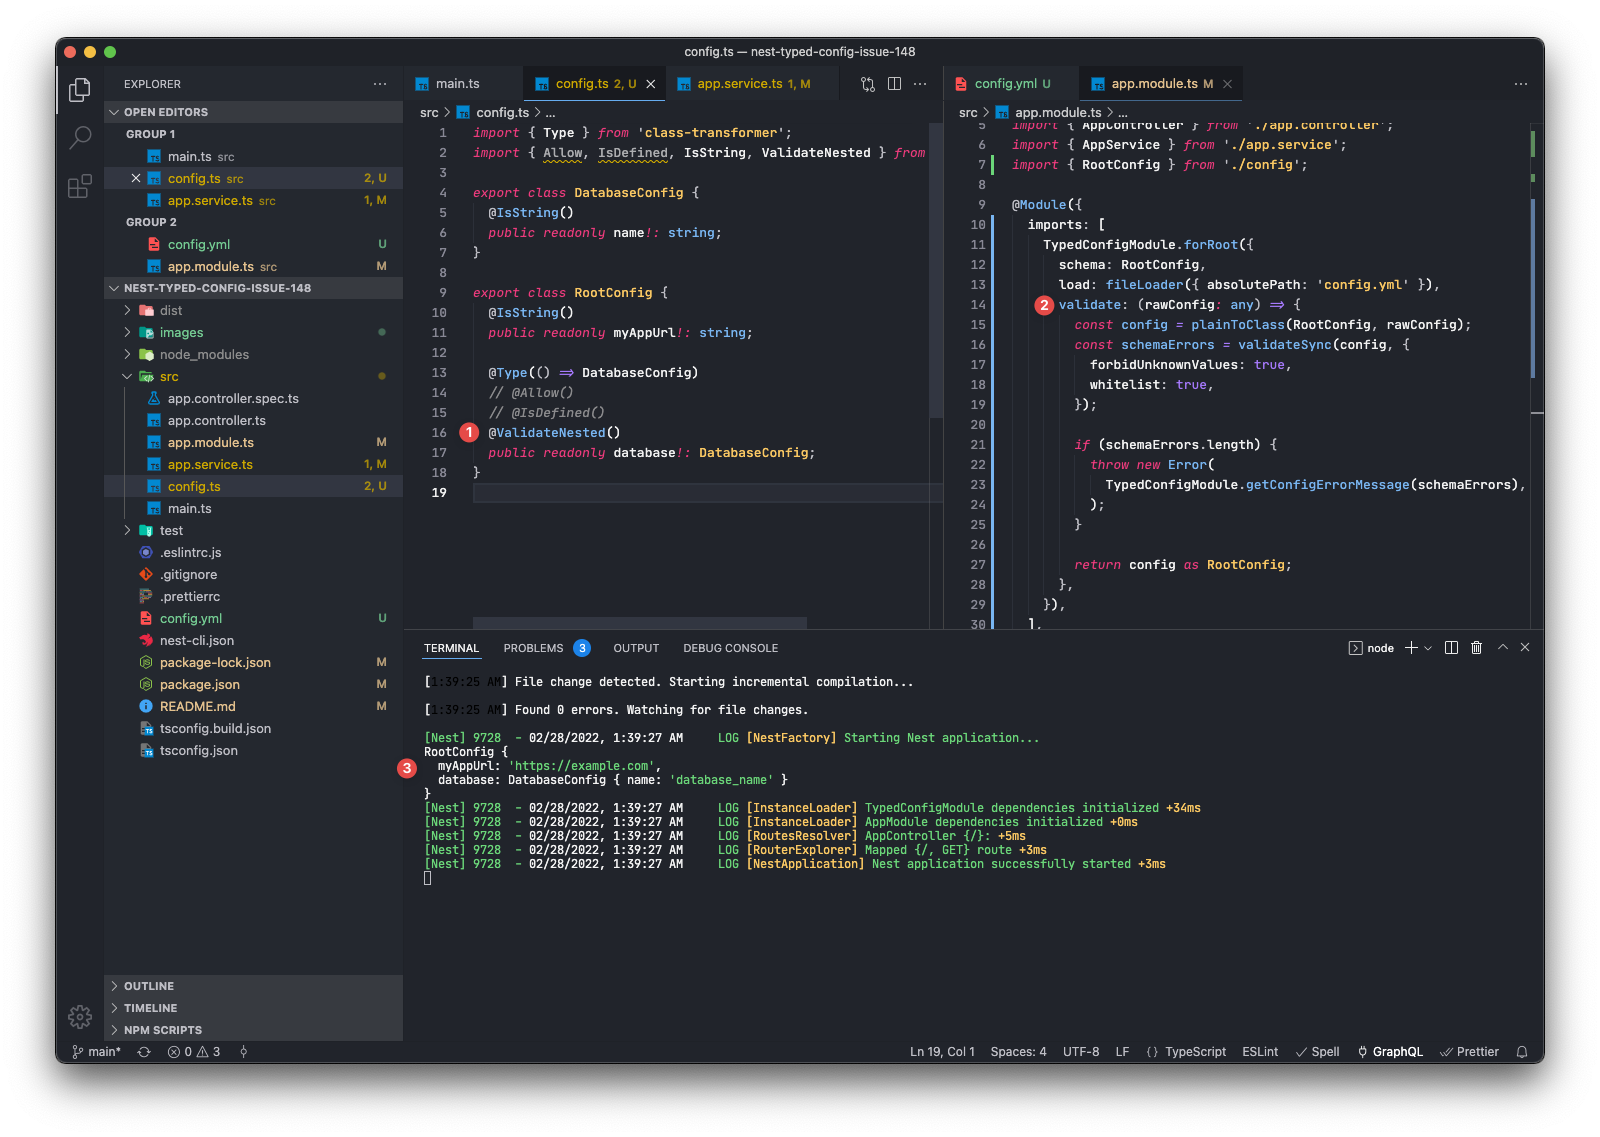 config.ts — nest-typed-config-issue-148
EXPLORER
OPEN EDITORS
GROUP 1
main.ts src
config.ts src 2, U
app.service.ts src 1, M
GROUP 2
config.yml U
app.module.ts src M
NEST-TYPED-CONFIG-ISSUE-148
dist
images
node_modules
src
app.controller.spec.ts
app.controller.ts
app.module.ts M
app.service.ts 1, M
config.ts 2, U
main.ts
test
.eslintrc.js
.gitignore
.prettierrc
config.yml U
nest-cli.json
package-lock.json M
package.json M
README.md M
tsconfig.build.json
tsconfig.json
OUTLINE
TIMELINE
NPM SCRIPTS
main.ts
config.ts 2, U
app.service.ts 1, M
src > config.ts > ...
1 import { Type } from 'class-transformer';
2 import { Allow, IsDefined, IsString, ValidateNested } from
3
4 export class DatabaseConfig {
5 @IsString()
6 public readonly name!: string;
7 }
8
9 export class RootConfig {
10 @IsString()
11 public readonly myAppUrl!: string;
12
13 @Type(() => DatabaseConfig)
14 // @Allow()
15 // @IsDefined()
16 1 @ValidateNested()
17 public readonly database!: DatabaseConfig;
18 }
19
config.yml U
app.module.ts M
src > app.module.ts > ...
5 import { AppController } from './app.controller';
6 import { AppService } from './app.service';
7 import { RootConfig } from './config';
8
9 @Module({
10 imports: [
11 TypedConfigModule.forRoot({
12 schema: RootConfig,
13 load: fileLoader({ absolutePath: 'config.yml' }),
14 2 validate: (rawConfig: any) => {
15 const config = plainToClass(RootConfig, rawConfig);
16 const schemaErrors = validateSync(config, {
17 forbidUnknownValues: true,
18 whitelist: true,
19 });
20
21 if (schemaErrors.length) {
22 throw new Error(
23 TypedConfigModule.getConfigErrorMessage(schemaErrors),
24 );
25 }
26
27 return config as RootConfig;
28 },
29 }),
30 ],
TERMINAL PROBLEMS 3 OUTPUT DEBUG CONSOLE node
[1:39:25 AM] File change detected. Starting incremental compilation...
[1:39:25 AM] Found 0 errors. Watching for file changes.
[Nest] 9728 - 02/28/2022, 1:39:27 AM LOG [NestFactory] Starting Nest application...
RootConfig {
3 myAppUrl: 'https://example.com',
database: DatabaseConfig { name: 'database_name' }
}
[Nest] 9728 - 02/28/2022, 1:39:27 AM LOG [InstanceLoader] TypedConfigModule dependencies initialized +34ms
[Nest] 9728 - 02/28/2022, 1:39:27 AM LOG [InstanceLoader] AppModule dependencies initialized +0ms
[Nest] 9728 - 02/28/2022, 1:39:27 AM LOG [RoutesResolver] AppController {/}: +5ms
[Nest] 9728 - 02/28/2022, 1:39:27 AM LOG [RouterExplorer] Mapped {/, GET} route +3ms
[Nest] 9728 - 02/28/2022, 1:39:27 AM LOG [NestApplication] Nest application successfully started +3ms
main* 0 3 Ln 19, Col 1 Spaces: 4 UTF-8 LF {} TypeScript ESLint Spell GraphQL Prettier